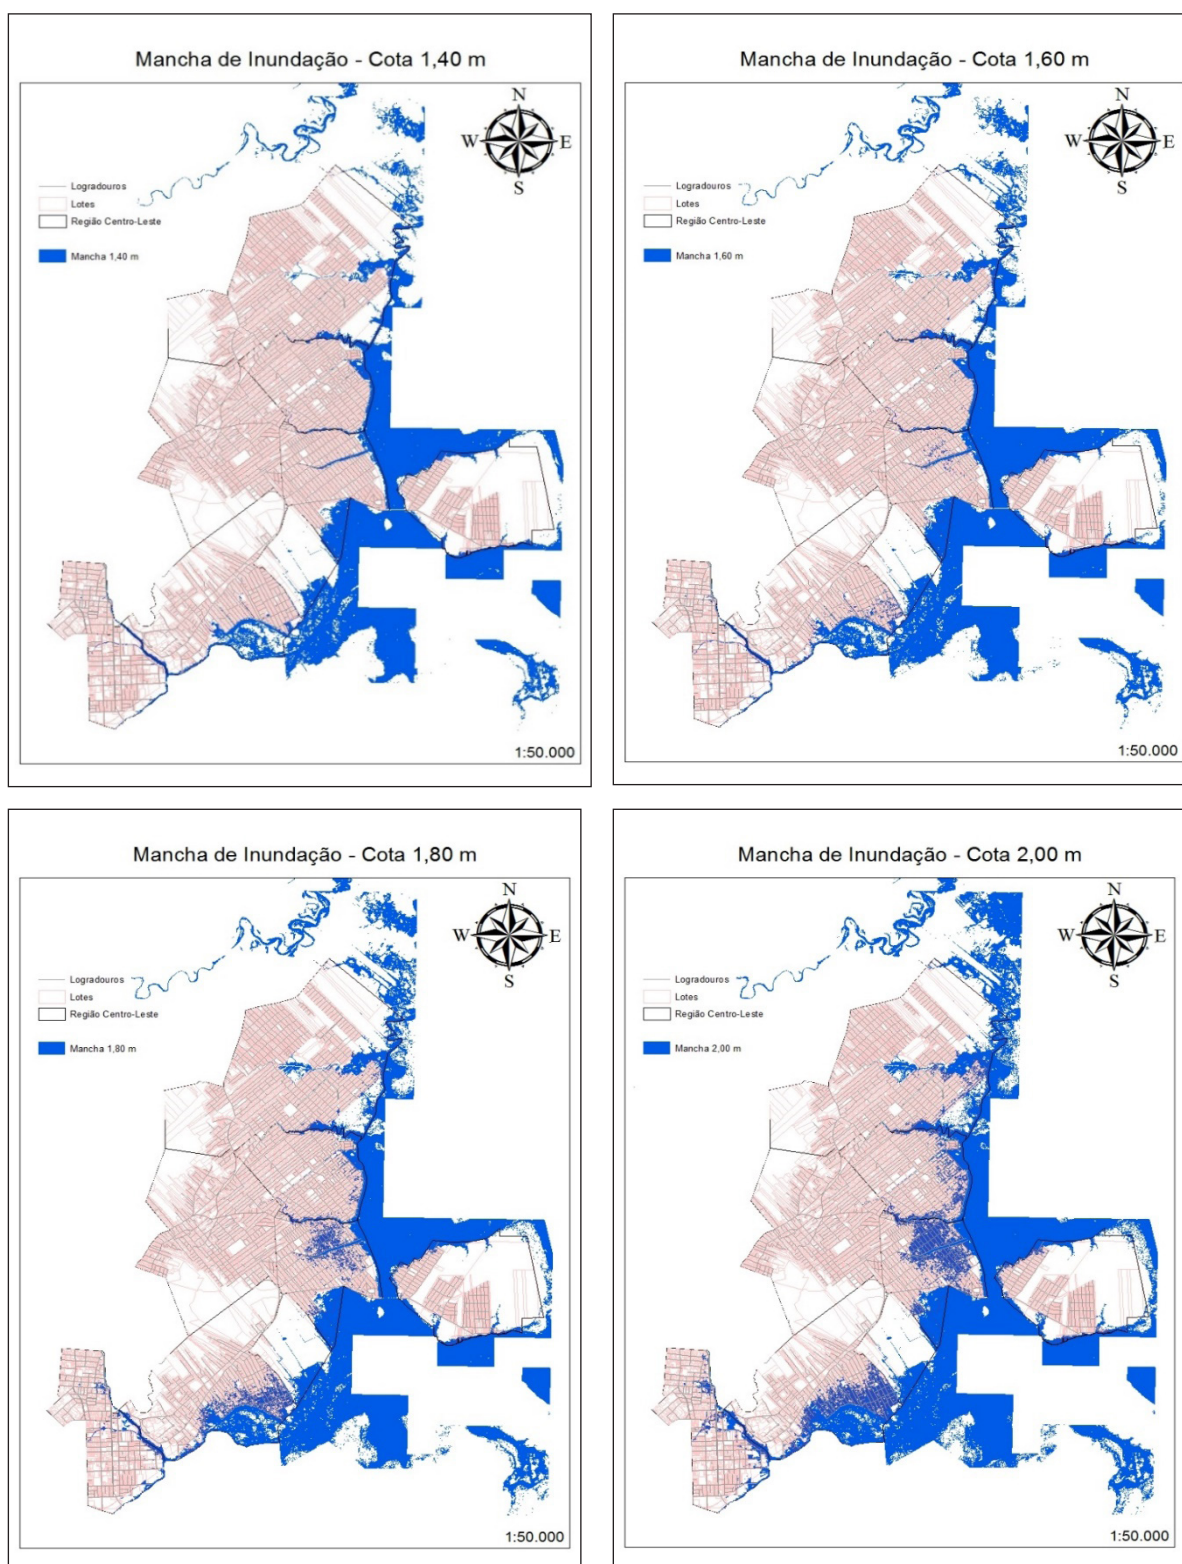 Mancha de Inundação - Cota 1,40 m
N
W E
S
Logradouros
Lotes
Região Centro-Leste
Mancha 1,40 m
1:50.000
Mancha de Inundação - Cota 1,60 m
N
W E
S
Logradouros
Lotes
Região Centro-Leste
Mancha 1,60 m
1:50.000
Mancha de Inundação - Cota 1,80 m
N
W E
S
Logradouros
Lotes
Região Centro-Leste
Mancha 1,80 m
1:50.000
Mancha de Inundação - Cota 2,00 m
N
W E
S
Logradouros
Lotes
Região Centro-Leste
Mancha 2,00 m
1:50.000